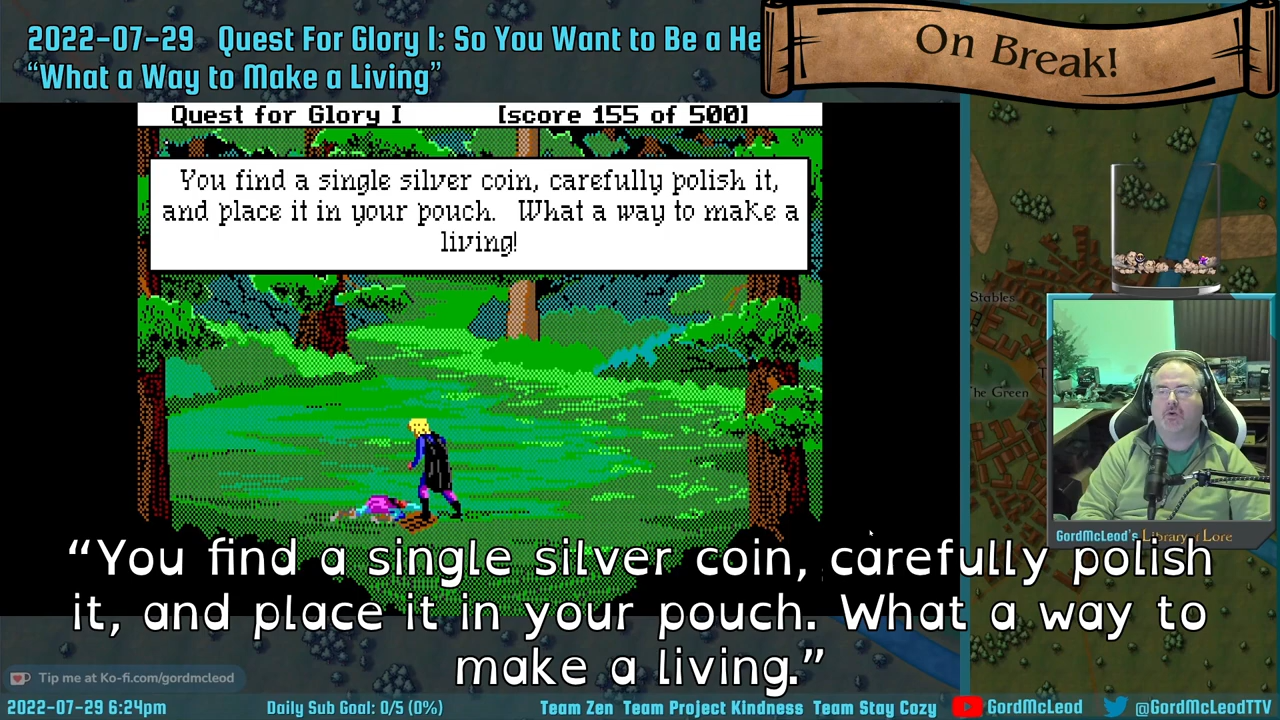 2022-07-29 Quest For Glory I: So You Want to Be a He
“What a Way to Make a Living”
On Break!
Quest for Glory I [score 155 of 500]
You find a single silver coin, carefully polish it,
and place it in your pouch. What a way to make a
living!
Stables
The Green
GordMcLeod's Library of Lore
“You find a single silver coin, carefully polish
it, and place it in your pouch. What a way to
make a living.”
Tip me at Ko-fi.com/gordmcleod
2022-07-29 6:24pm Daily Sub Goal: 0/5 (0%) Team Zen Team Project Kindness Team Stay Cozy GordMcLeod @GordMcLeodTTV